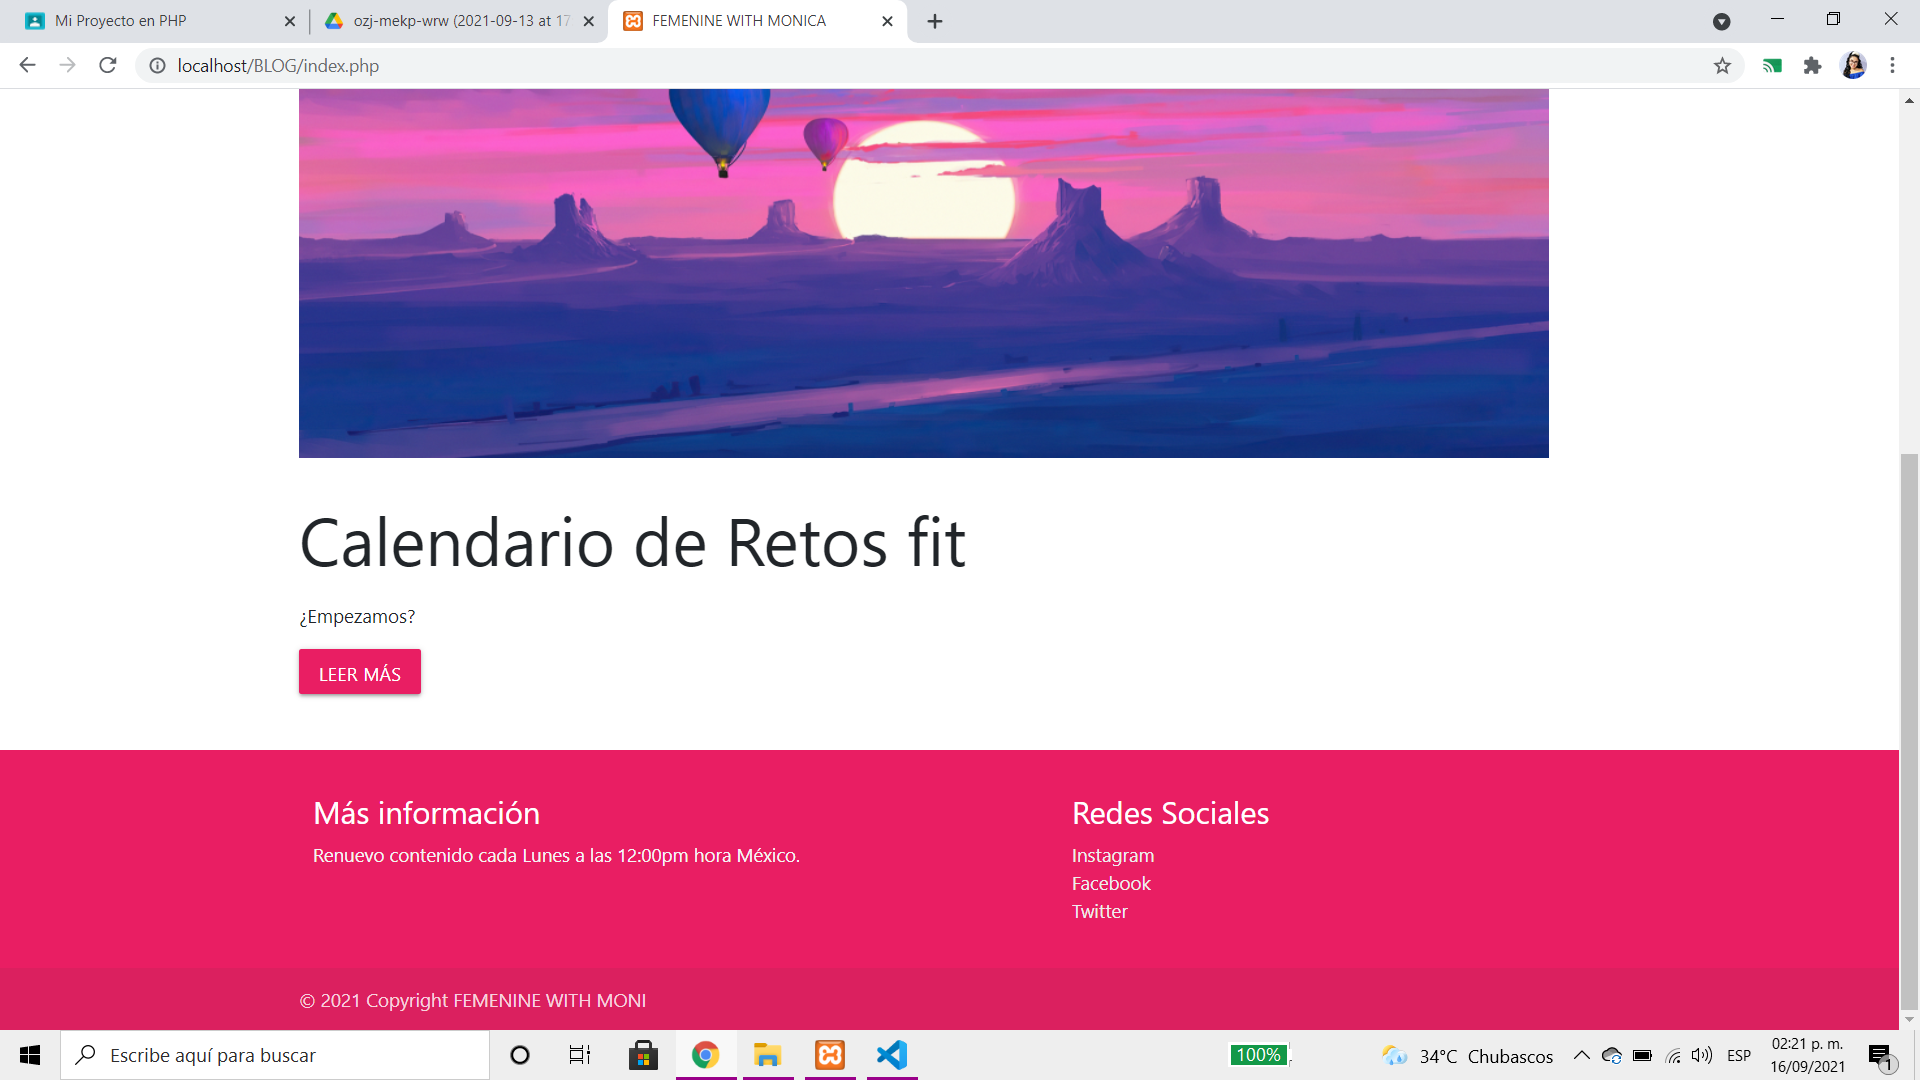 Mi Proyecto en PHP
ozj-mekp-wrw (2021-09-13 at 17
FEMENINE WITH MONICA
localhost/BLOG/index.php
Calendario de Retos fit
¿Empezamos?
LEER MÁS
Más información
Renuevo contenido cada Lunes a las 12:00pm hora México.
Redes Sociales
Instagram
Facebook
Twitter
© 2021 Copyright FEMENINE WITH MONI
Escribe aquí para buscar
100%
34°C Chubascos
ESP
02:21 p. m.
16/09/2021
1